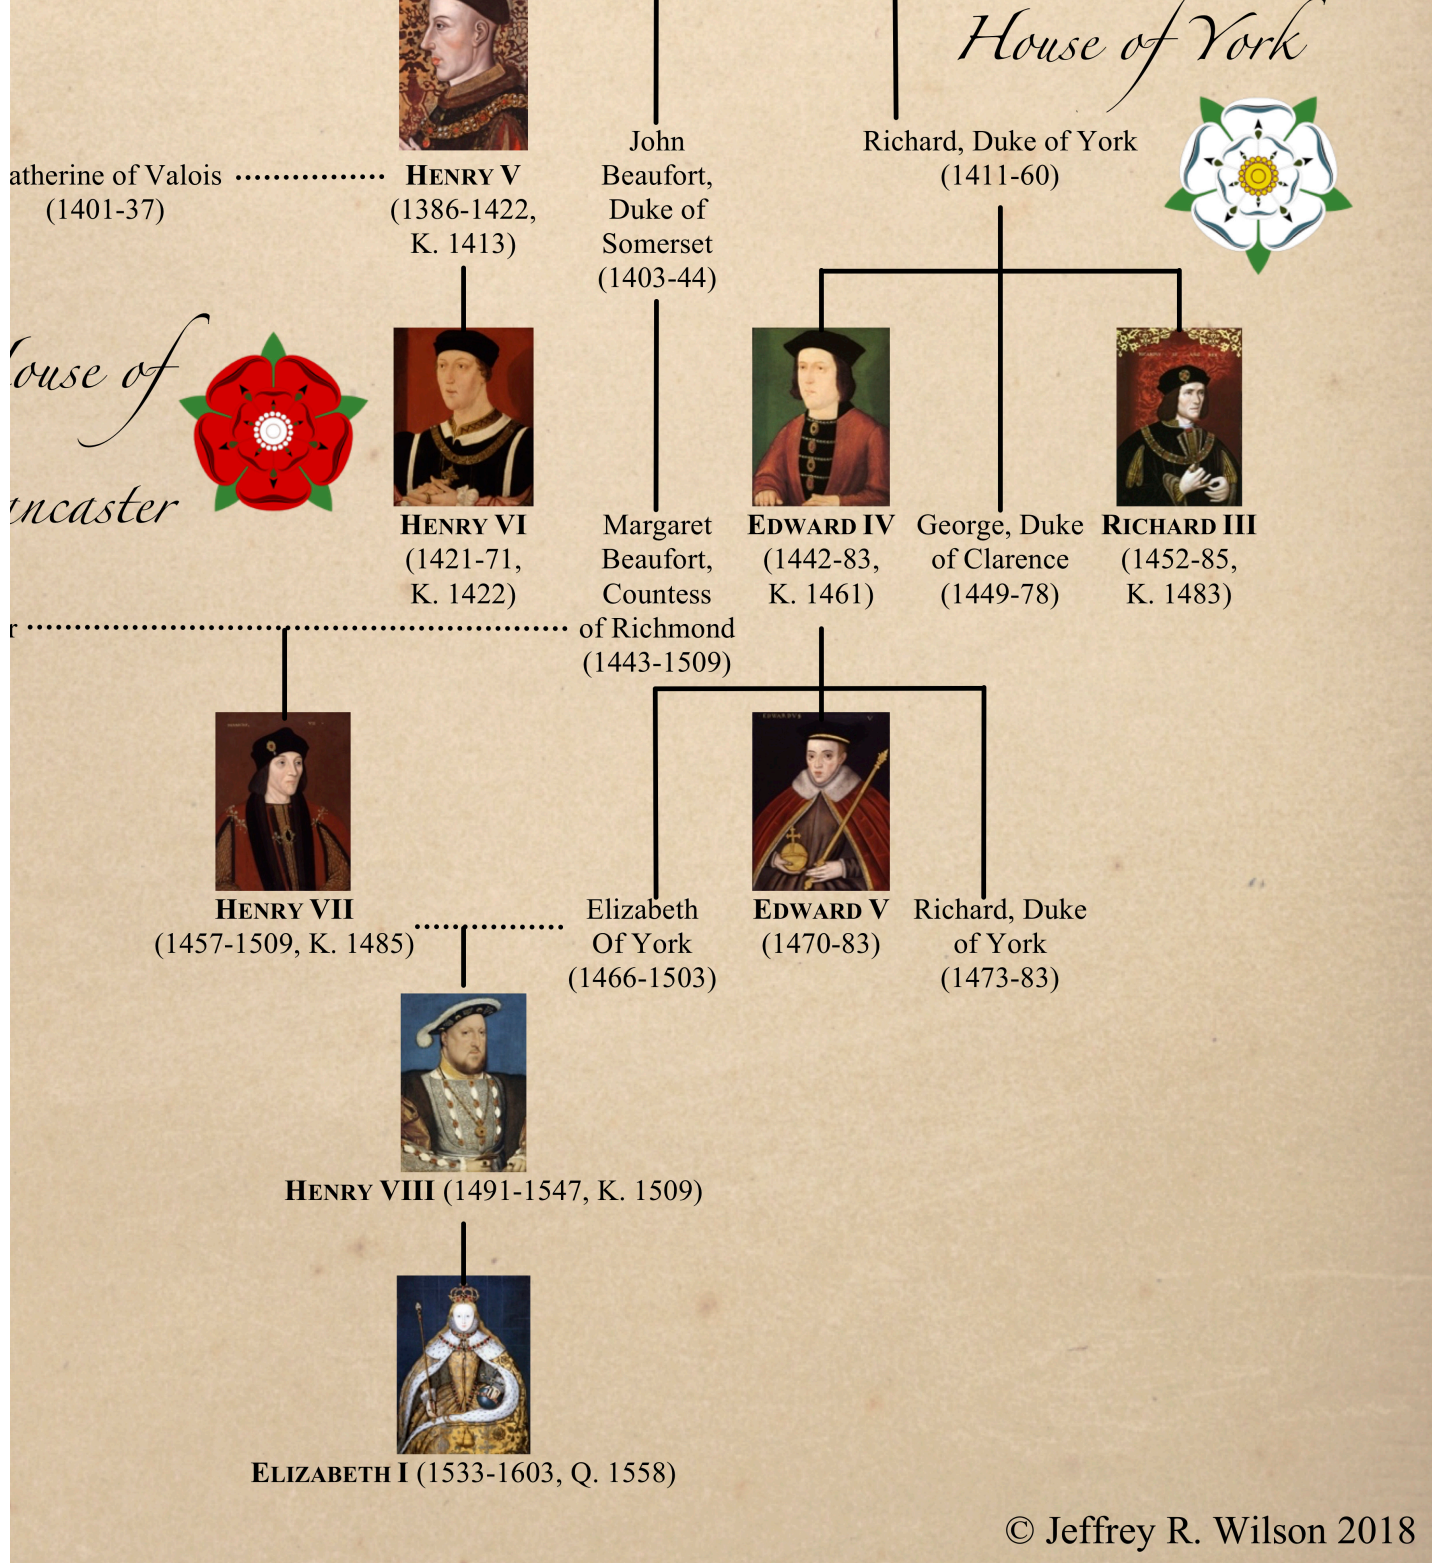 House of York
John
Beaufort,
Duke of
Somerset
(1403-44)
Richard, Duke of York
(1411-60)
atherine of Valois
(1401-37)
HENRY V
(1386-1422,
K. 1413)
ouse of
ancaster
HENRY VI
(1421-71,
K. 1422)
Margaret
Beaufort,
Countess
of Richmond
(1443-1509)
EDWARD IV
(1442-83,
K. 1461)
George, Duke
of Clarence
(1449-78)
RICHARD III
(1452-85,
K. 1483)
r
HENRY VII
(1457-1509, K. 1485)
Elizabeth
Of York
(1466-1503)
EDWARD V
(1470-83)
Richard, Duke
of York
(1473-83)
HENRY VIII (1491-1547, K. 1509)
ELIZABETH I (1533-1603, Q. 1558)
© Jeffrey R. Wilson 2018